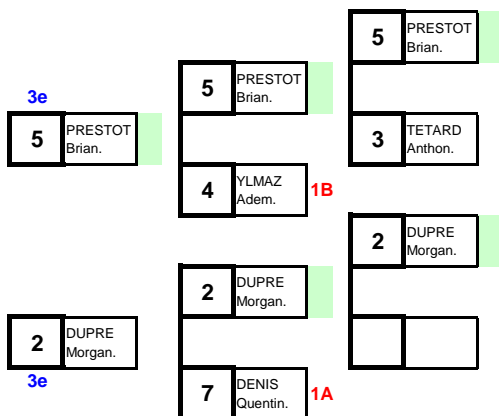 3e
5 PRESTOT
Brian.
2 DUPRE
Morgan.
3e
5 PRESTOT
Brian.
4 YLMAZ
Adem. 1B
2 DUPRE
Morgan.
7 DENIS
Quentin. 1A
5 PRESTOT
Brian.
3 TETARD
Anthon.
2 DUPRE
Morgan.